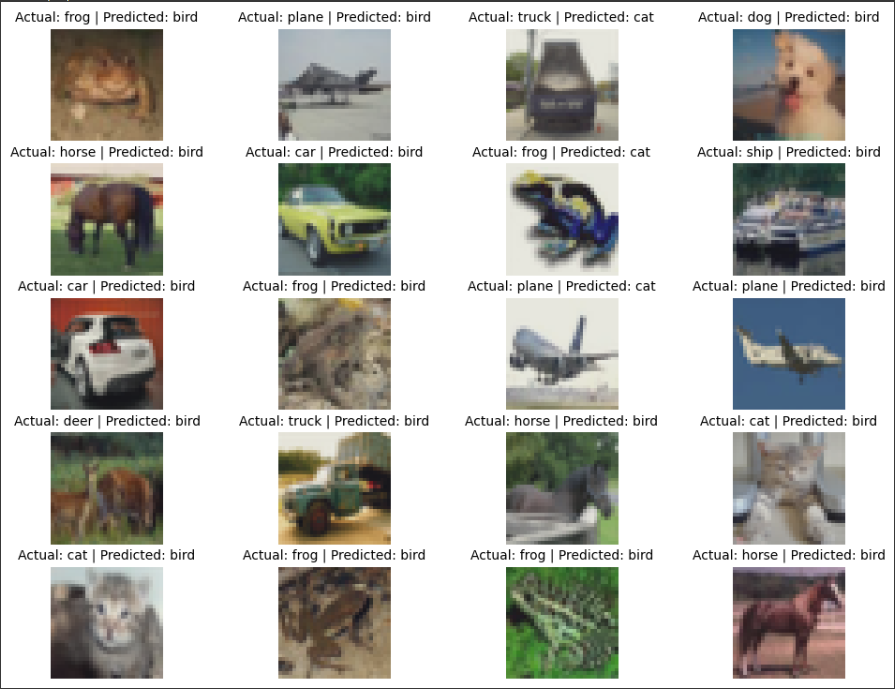 Actual: frog | Predicted: bird
Actual: plane | Predicted: bird
Actual: truck | Predicted: cat
Actual: dog | Predicted: bird
Actual: horse | Predicted: bird
Actual: car | Predicted: bird
Actual: frog | Predicted: cat
Actual: ship | Predicted: bird
Actual: car | Predicted: bird
Actual: frog | Predicted: bird
Actual: plane | Predicted: cat
Actual: plane | Predicted: bird
Actual: deer | Predicted: bird
Actual: truck | Predicted: bird
Actual: horse | Predicted: bird
Actual: cat | Predicted: bird
Actual: cat | Predicted: bird
Actual: frog | Predicted: bird
Actual: frog | Predicted: bird
Actual: horse | Predicted: bird